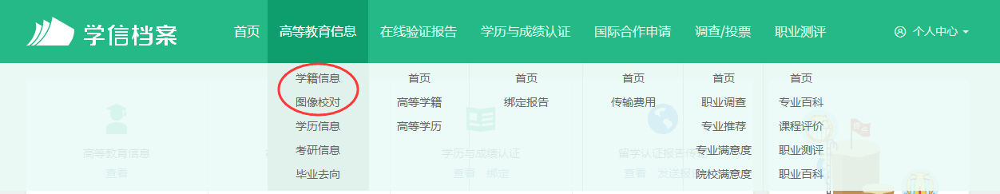 学信档案
首页 高等教育信息 在线验证报告 学历与成绩认证 国际合作申请 调查/投票 职业测评 个人中心
学籍信息 首页 首页 首页 首页 首页
图像校对 高等学籍 绑定报告 传输费用 职业调查 专业百科
学历信息 高等学历 专业推荐 课程评价
考研信息 专业满意度 职业测评
毕业去向 院校满意度 职业百科
高等教育信息 学历与成绩认证 留学认证报告传输
查看 查看 绑定 查看 发送报